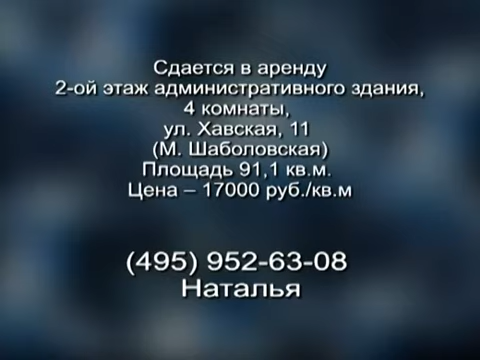 Сдается в аренду
2-ой этаж административного здания,
4 комнаты,
ул. Хавская, 11
(М. Шаболовская)
Площадь 91,1 кв.м.
Цена – 17000 руб./кв.м
(495) 952-63-08
Наталья